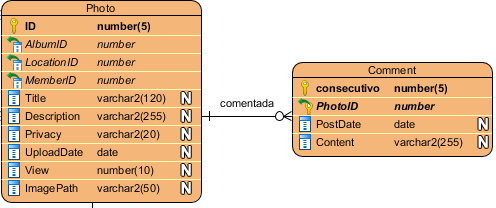 Photo
ID number(5)
AlbumID number
LocationID number
MemberID number
Title varchar2(120) N
Description varchar2(255) N
Privacy varchar2(20) N
UploadDate date N
View number(10) N
ImagePath varchar2(50) N
comentada
Comment
consecutivo number(5)
PhotoID number
PostDate date N
Content varchar2(255) N